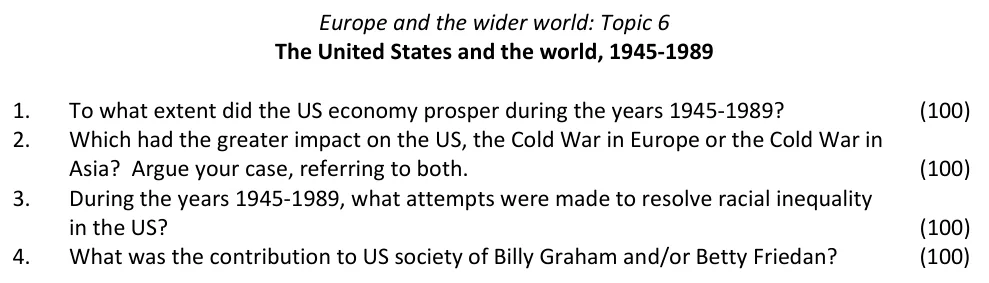 Europe and the wider world: Topic 6
The United States and the world, 1945-1989
1. To what extent did the US economy prosper during the years 1945-1989? (100)
2. Which had the greater impact on the US, the Cold War in Europe or the Cold War in
Asia? Argue your case, referring to both. (100)
3. During the years 1945-1989, what attempts were made to resolve racial inequality
in the US? (100)
4. What was the contribution to US society of Billy Graham and/or Betty Friedan? (100)